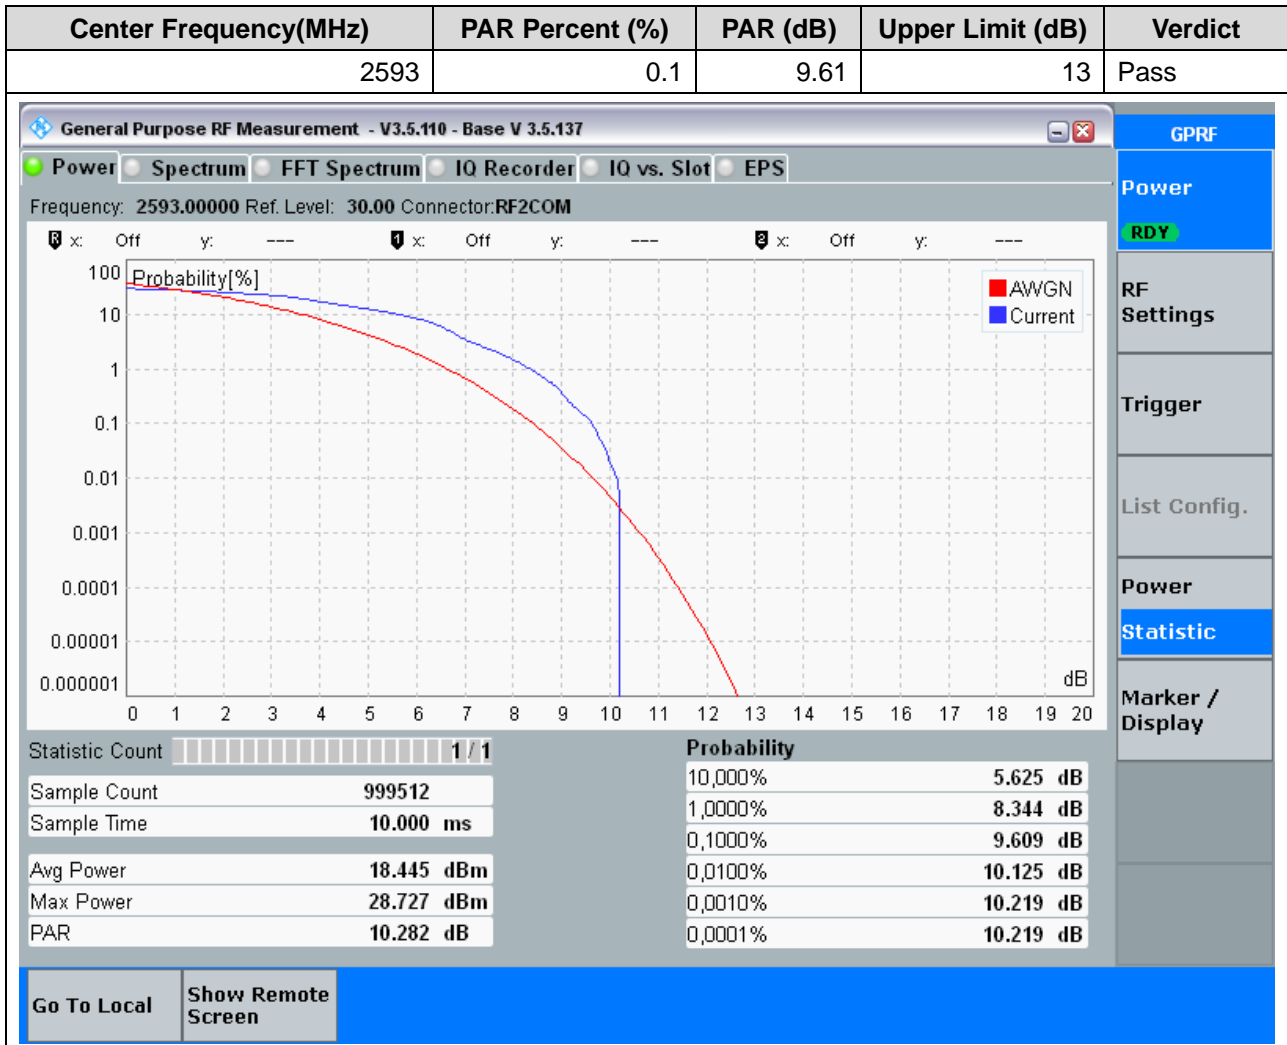 Center Frequency(MHz) PAR Percent (%) PAR (dB) Upper Limit (dB) Verdict
2593 0.1 9.61 13 Pass
General Purpose RF Measurement - V3.5.110 - Base V 3.5.137
GPRF
Power Spectrum FFT Spectrum IQ Recorder IQ vs. Slot EPS
Power
RDY
Frequency: 2593.00000 Ref. Level: 30.00 Connector:RF2COM
R x: Off y: --- 1 x: Off y: --- 2 x: Off y: ---
Probability[%]
AWGN
Current
100
10
1
0.1
0.01
0.001
0.0001
0.00001
0.000001
dB
0 1 2 3 4 5 6 7 8 9 10 11 12 13 14 15 16 17 18 19 20
RF
Settings
Trigger
List Config.
Power
Statistic
Marker /
Display
Statistic Count 1 / 1
Sample Count 999512
Sample Time 10.000 ms
Avg Power 18.445 dBm
Max Power 28.727 dBm
PAR 10.282 dB
Probability
10,000% 5.625 dB
1,0000% 8.344 dB
0,1000% 9.609 dB
0,0100% 10.125 dB
0,0010% 10.219 dB
0,0001% 10.219 dB
Go To Local
Show Remote
Screen